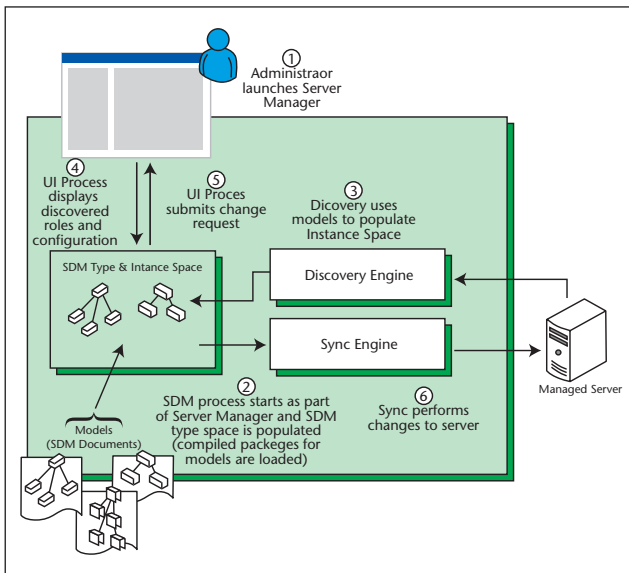 ①
Administraor
launches Server
Manager
④
UI Process
displays
discovered
roles and
configuration
⑤
UI Proces
submits change
request
③
Dicovery uses
models to populate
Instance Space
SDM Type & Intance Space
Discovery Engine
Sync Engine
Managed Server
②
SDM process starts as part
of Server Manager and SDM
type space is populated
(compiled packeges for
models are loaded)
⑥
Sync performs
changes to server
Models
(SDM Documents)